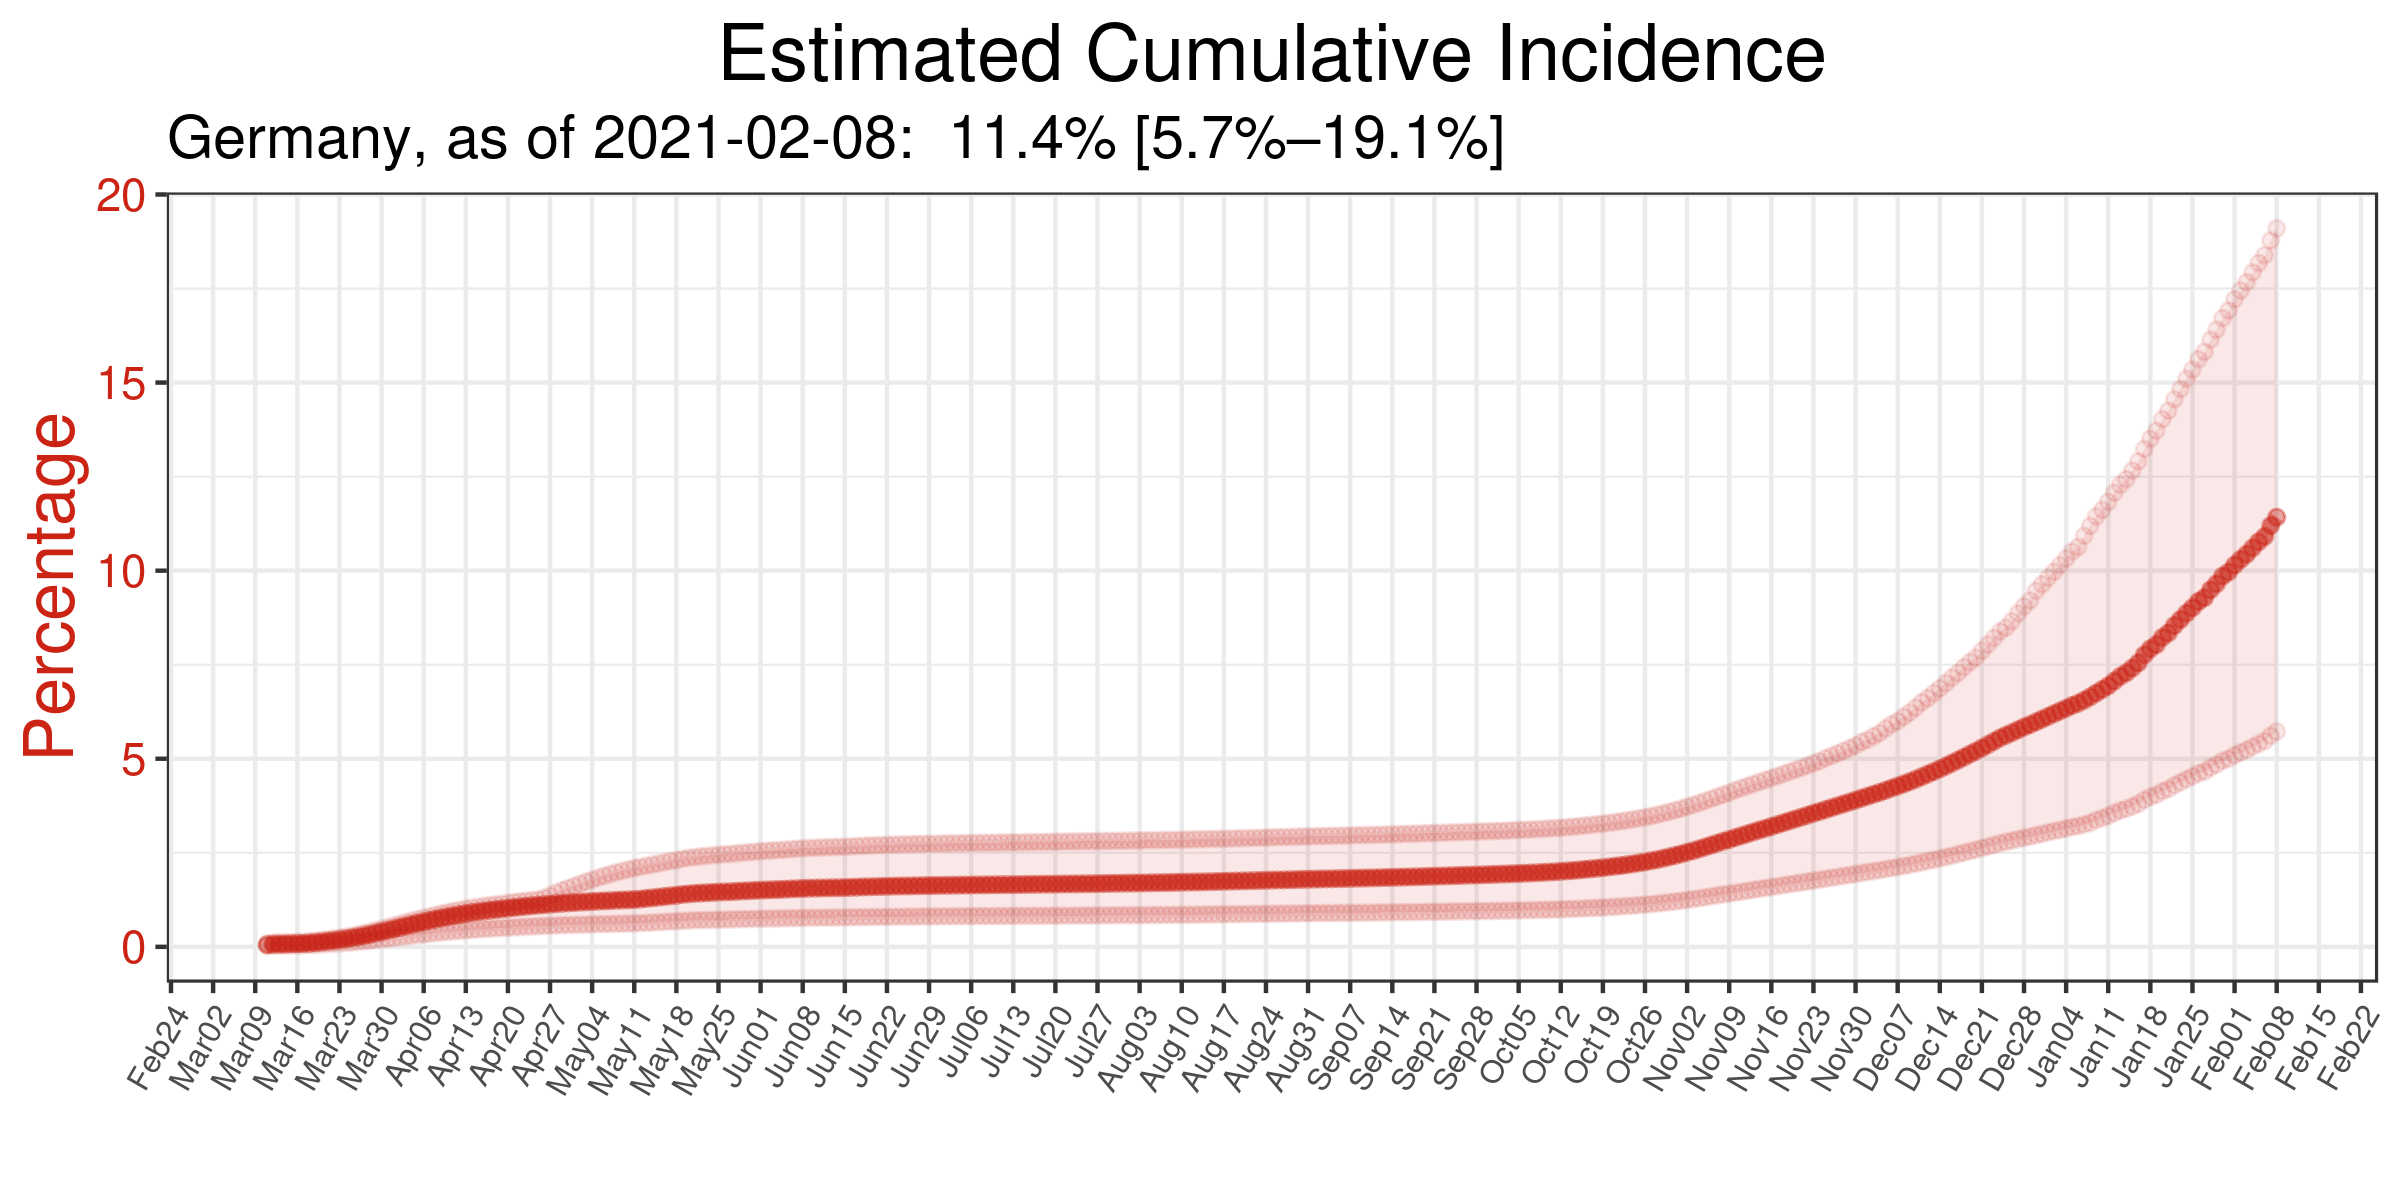 Estimated Cumulative Incidence
Germany, as of 2021-02-08:  11.4% [5.7%–19.1%]
Percentage
20
15
10
5
0
Feb24
Mar02
Mar09
Mar16
Mar23
Mar30
Apr06
Apr13
Apr20
Apr27
May04
May11
May18
May25
Jun01
Jun08
Jun15
Jun22
Jun29
Jul06
Jul13
Jul20
Jul27
Aug03
Aug10
Aug17
Aug24
Aug31
Sep07
Sep14
Sep21
Sep28
Oct05
Oct12
Oct19
Oct26
Nov02
Nov09
Nov16
Nov23
Nov30
Dec07
Dec14
Dec21
Dec28
Jan04
Jan11
Jan18
Jan25
Feb01
Feb08
Feb15
Feb22